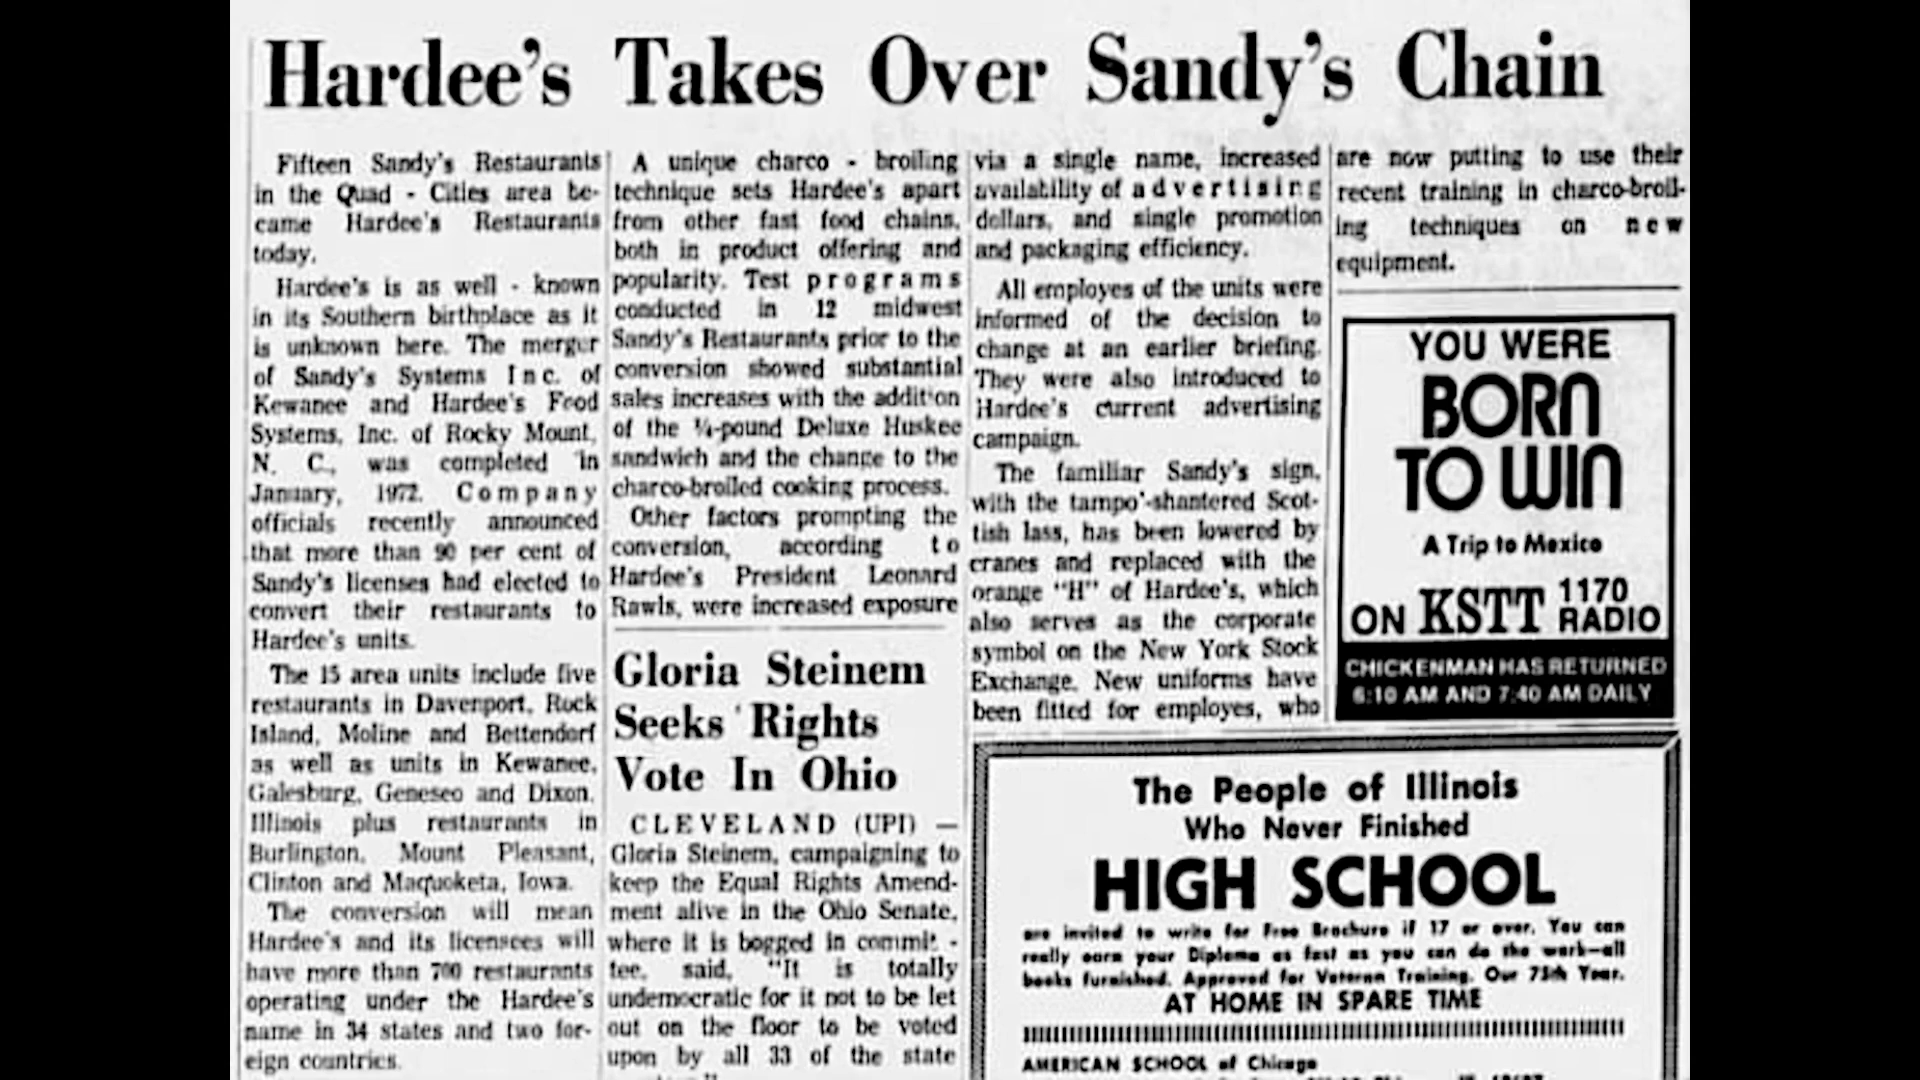 Hardee's Takes Over Sandy's Chain
Fifteen Sandy's Restaurants
in the Quad - Cities area be-
came Hardee's Restaurants
today.
Hardee's is as well - known
in its Southern birthplace as it
is unknown here. The merger
of Sandy's Systems Inc. of
Kewanee and Hardee's Food
Systems, Inc. of Rocky Mount,
N. C., was completed in
January, 1972. Company
officials recently announced
that more than 90 per cent of
Sandy's licenses had elected to
convert their restaurants to
Hardee's units.
The 15 area units include five
restaurants in Davenport, Rock
Island, Moline and Bettendorf
as well as units in Kewanee,
Galesburg, Geneseo and Dixon,
Illinois plus restaurants in
Burlington, Mount Pleasant,
Clinton and Maquoketa, Iowa.
The conversion will mean
Hardee's and its licensees will
have more than 700 restaurants
operating under the Hardee's
name in 34 states and two for-
eign countries.
A unique charco - broiling
technique sets Hardee's apart
from other fast food chains,
both in product offering and
popularity. Test programs
conducted in 12 midwest
Sandy's Restaurants prior to the
conversion showed substantial
sales increases with the addition
of the ¼-pound Deluxe Huskee
sandwich and the change to the
charco-broiled cooking process.
Other factors prompting the
conversion, according to
Hardee's President Leonard
Rawls, were increased exposure
via a single name, increased
availability of advertising
dollars, and single promotion
and packaging efficiency.
All employes of the units were
informed of the decision to
change at an earlier briefing.
They were also introduced to
Hardee's current advertising
campaign.
The familiar Sandy's sign,
with the tampo'-shantered Scot-
tish lass, has been lowered by
cranes and replaced with the
orange "H" of Hardee's, which
also serves as the corporate
symbol on the New York Stock
Exchange. New uniforms have
been fitted for employes, who
are now putting to use their
recent training in charco-broil-
ing techniques on new
equipment.
Gloria Steinem
Seeks Rights
Vote In Ohio
CLEVELAND (UPI) —
Gloria Steinem, campaigning to
keep the Equal Rights Amend-
ment alive in the Ohio Senate,
where it is bogged in commit -
tee, said, "It is totally
undemocratic for it not to be let
out on the floor to be voted
upon by all 33 of the state
YOU WERE
BORN
TO WIN
A Trip to Mexico
ON KSTT 1170 RADIO
CHICKENMAN HAS RETURNED
6:10 AM AND 7:40 AM DAILY
The People of Illinois
Who Never Finished
HIGH SCHOOL
are invited to write for Free Brochure if 17 or over. You can
really earn your Diploma as fast as you can do the work—all
books furnished. Approved for Veteran Training. Our 75th Year.
AT HOME IN SPARE TIME
AMERICAN SCHOOL of Chicago